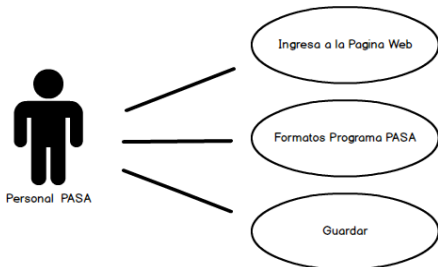 Ingresa a la Pagina Web
Formatos Programa PASA
Personal PASA
Guardar